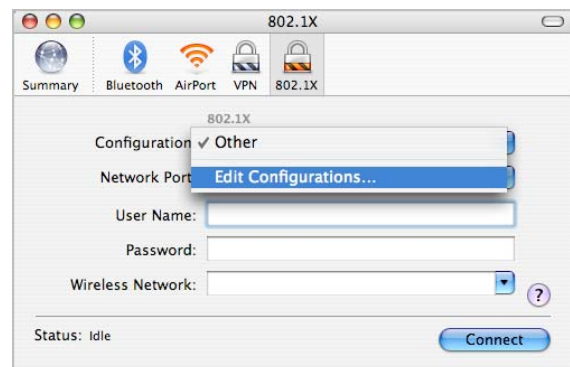 802.1X
Summary Bluetooth AirPort VPN 802.1X
802.1X
Configuration ✓ Other
Edit Configurations...
Network Port
User Name:
Password:
Wireless Network:
?
Status: Idle
Connect